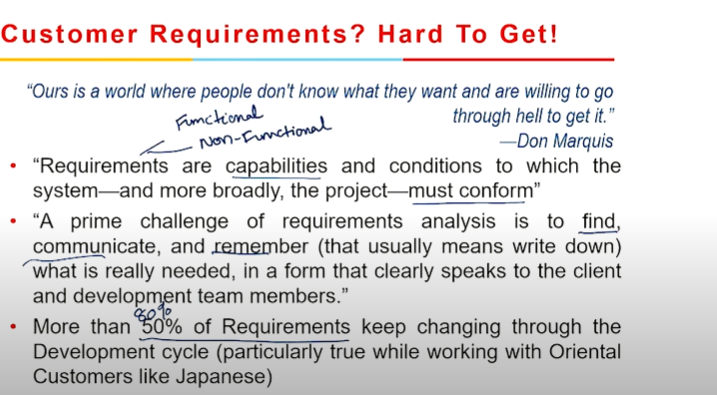 Customer Requirements? Hard To Get!
“Ours is a world where people don't know what they want and are willing to go
through hell to get it.”
—Don Marquis
Functional
Non-Functional
• “Requirements are capabilities and conditions to which the
system—and more broadly, the project—must conform”
• “A prime challenge of requirements analysis is to find,
communicate, and remember (that usually means write down)
what is really needed, in a form that clearly speaks to the client
and development team members.”
80%
• More than 50% of Requirements keep changing through the
Development cycle (particularly true while working with Oriental
Customers like Japanese)